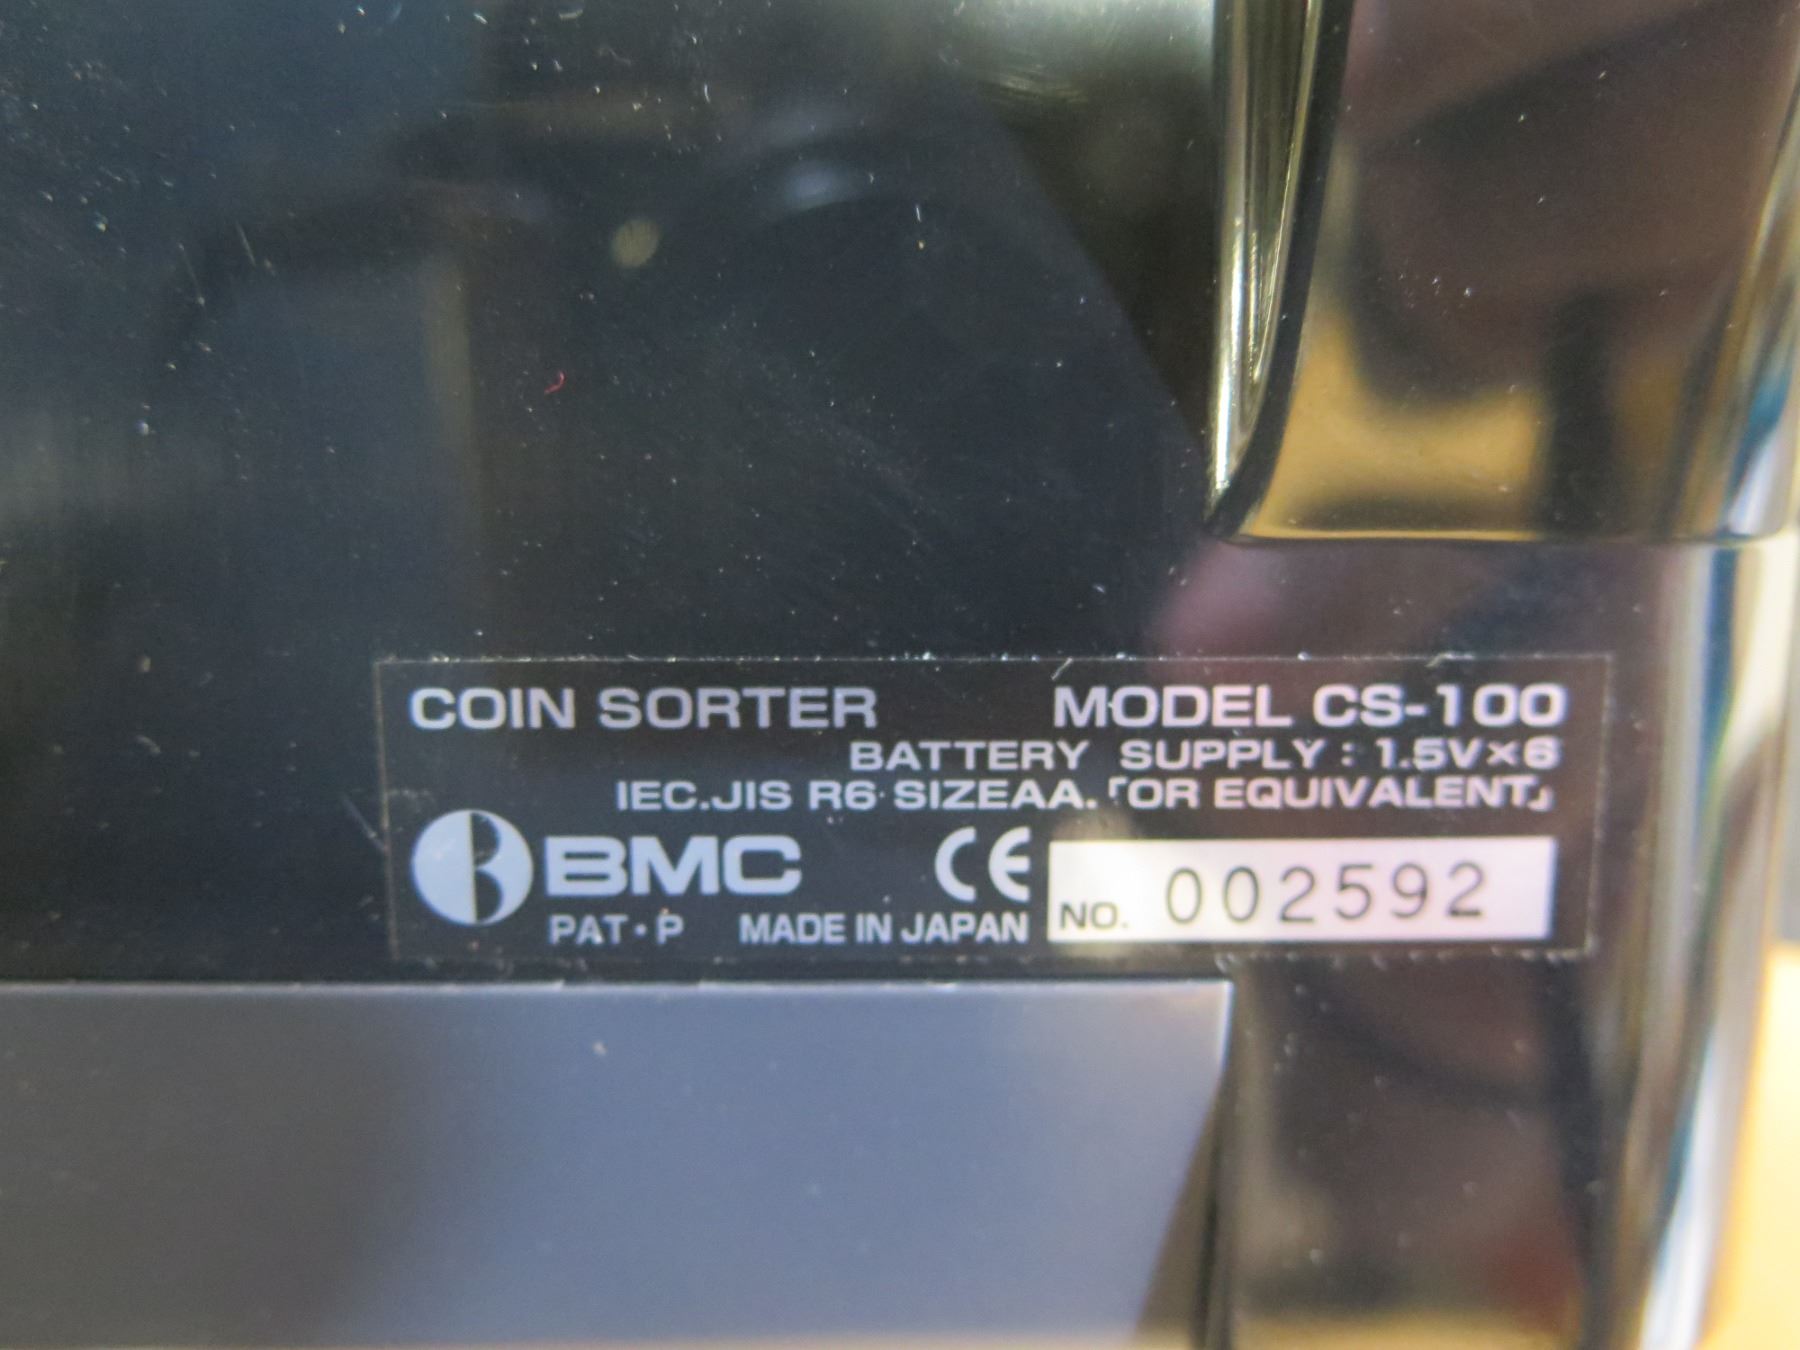 COIN SORTER MODEL CS-100
BATTERY SUPPLY : 1.5V×6
IEC.JIS R6·SIZEAA.「OR EQUIVALENT」
BMC CE
PAT·P MADE IN JAPAN NO. 002592